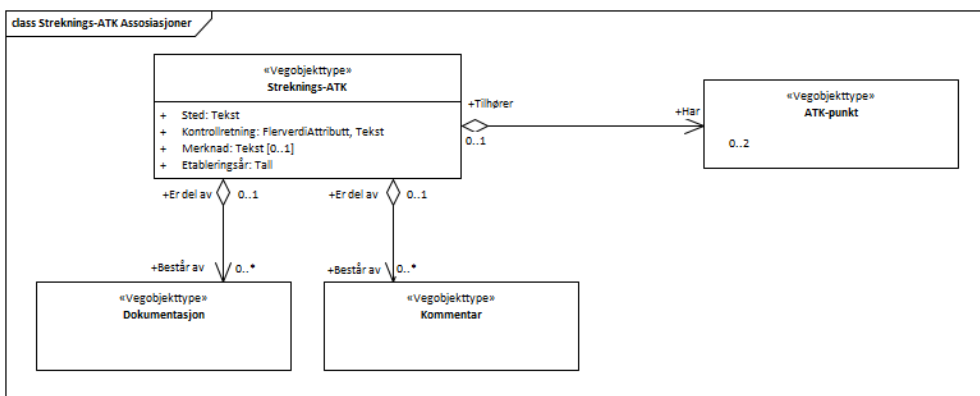 class Streknings-ATK Assosiasjoner
«Vegobjekttype»
Streknings-ATK
+ Sted: Tekst
+ Kontrollretning: FlerverdiAttributt, Tekst
+ Merknad: Tekst [0..1]
+ Etableringsår: Tall
+Tilhører
0..1
+Har
«Vegobjekttype»
ATK-punkt
0..2
+Er del av 0..1
+Er del av 0..1
+Består av 0..*
+Består av 0..*
«Vegobjekttype»
Dokumentasjon
«Vegobjekttype»
Kommentar